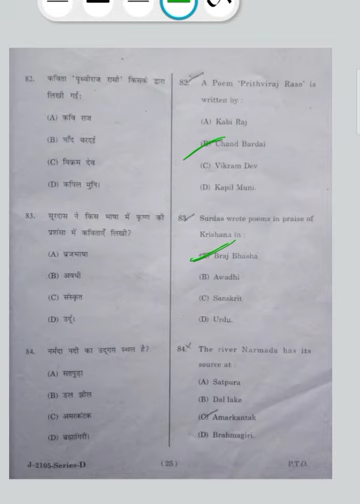 82. कविता 'पृथ्वीराज रासो' किसके द्वारा
लिखी गई:
(A) कवि राज
(B) चाँद बरदई
(C) विक्रम देव
(D) कपिल मुनि।
83. सूरदास ने किस भाषा में कृष्ण की
प्रशंसा में कविताएँ लिखी?
(A) ब्रजभाषा
(B) अवधी
(C) संस्कृत
(D) उर्दू।
84. नर्मदा नदी का उद्गम स्थल है?
(A) सतपुड़ा
(B) डल झील
(C) अमरकंटक
(D) ब्रह्मगिरी।
82. A Poem 'Prithviraj Raso' is
written by :
(A) Kabi Raj
(B) Chand Bardai
(C) Vikram Dev
(D) Kapil Muni.
83. Surdas wrote poems in praise of
Krishana in :
(A) Braj Bhasha
(B) Awadhi
(C) Sanskrit
(D) Urdu.
84. The river Narmada has its
source at :
(A) Satpura
(B) Dal lake
(C) Amarkantak
(D) Brahmagiri.
J-2105-Series-D
(25)
P.T.O.